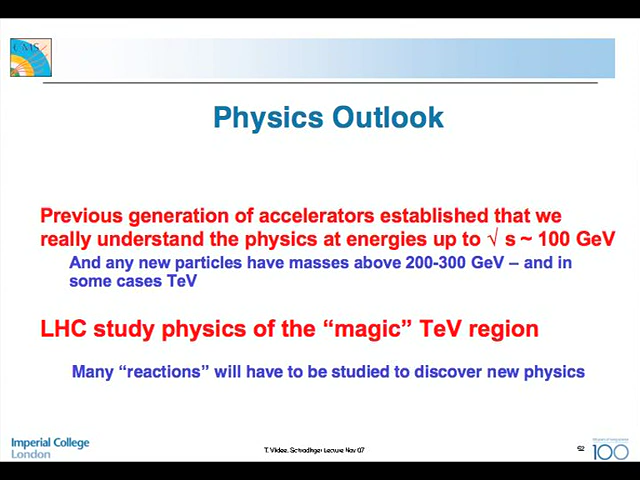 CMS
Physics Outlook
Previous generation of accelerators established that we
really understand the physics at energies up to √ s ~ 100 GeV
And any new particles have masses above 200-300 GeV – and in
some cases TeV
LHC study physics of the “magic” TeV region
Many “reactions” will have to be studied to discover new physics
Imperial College
London
T. Virdee, Schrodinger Lecture Nov 07
52
100